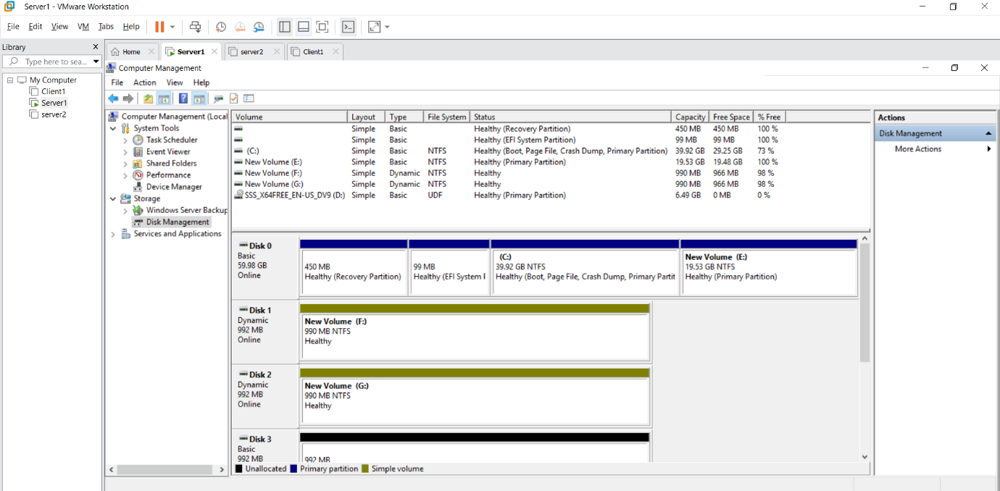 Server1 - VMware Workstation
File Edit View VM Tabs Help
Library
Type here to sea...
My Computer
Client1
Server1
server2
Home Server1 server2 Client1
Computer Management
File Action View Help
Computer Management (Local
System Tools
Task Scheduler
Event Viewer
Shared Folders
Performance
Device Manager
Storage
Windows Server Backup
Disk Management
Services and Applications
Volume Layout Type File System Status Capacity Free Space % Free
Simple Basic Healthy (Recovery Partition) 450 MB 450 MB 100 %
Simple Basic Healthy (EFI System Partition) 99 MB 99 MB 100 %
(C:) Simple Basic NTFS Healthy (Boot, Page File, Crash Dump, Primary Partition) 39.92 GB 29.25 GB 73 %
New Volume (E:) Simple Basic NTFS Healthy (Primary Partition) 19.53 GB 19.48 GB 100 %
New Volume (F:) Simple Dynamic NTFS Healthy 990 MB 966 MB 98 %
New Volume (G:) Simple Dynamic NTFS Healthy 990 MB 966 MB 98 %
SSS_X64FREE_EN-US_DV9 (D:) Simple Basic UDF Healthy (Primary Partition) 6.49 GB 0 MB 0 %
Disk 0
Basic
59.98 GB
Online
450 MB
Healthy (Recovery Partition)
99 MB
Healthy (EFI System P
(C:)
39.92 GB NTFS
Healthy (Boot, Page File, Crash Dump, Primary Partit
New Volume (E:)
19.53 GB NTFS
Healthy (Primary Partition)
Disk 1
Dynamic
992 MB
Online
New Volume (F:)
990 MB NTFS
Healthy
Disk 2
Dynamic
992 MB
Online
New Volume (G:)
990 MB NTFS
Healthy
Disk 3
Basic
992 MB
992 MB
Unallocated Primary partition Simple volume
Actions
Disk Management
More Actions